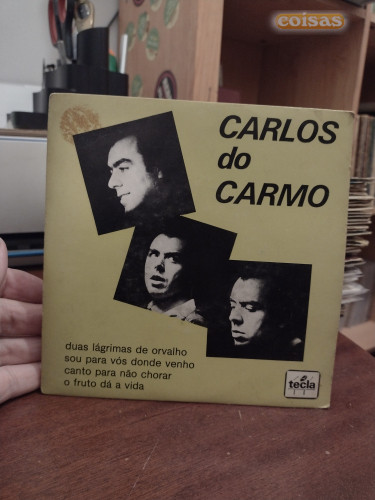 coisas
CARLOS
do
CARMO
duas lágrimas de orvalho
sou para vós donde venho
canto para não chorar
o fruto dá a vida
tecla